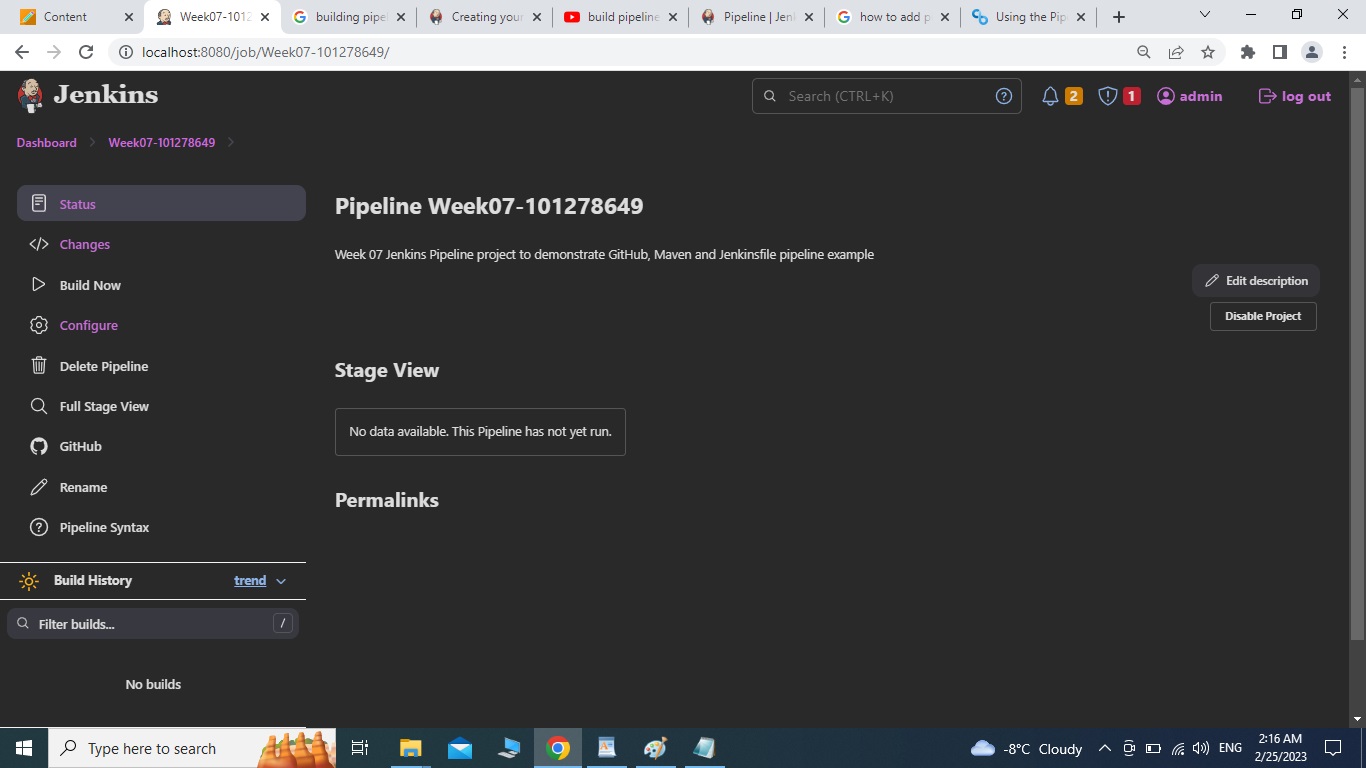 Content
Week07-1012
building pipe
Creating your
build pipeline
Pipeline | Jen
how to add p
Using the Pip
localhost:8080/job/Week07-101278649/
Jenkins
Search (CTRL+K)
2
1
admin
log out
Dashboard
Week07-101278649
Status
Changes
Build Now
Configure
Delete Pipeline
Full Stage View
GitHub
Rename
Pipeline Syntax
Build History
trend
Filter builds...
/
No builds
Pipeline Week07-101278649
Week 07 Jenkins Pipeline project to demonstrate GitHub, Maven and Jenkinsfile pipeline example
Edit description
Disable Project
Stage View
No data available. This Pipeline has not yet run.
Permalinks
Type here to search
-8°C Cloudy
ENG
2:16 AM
2/25/2023